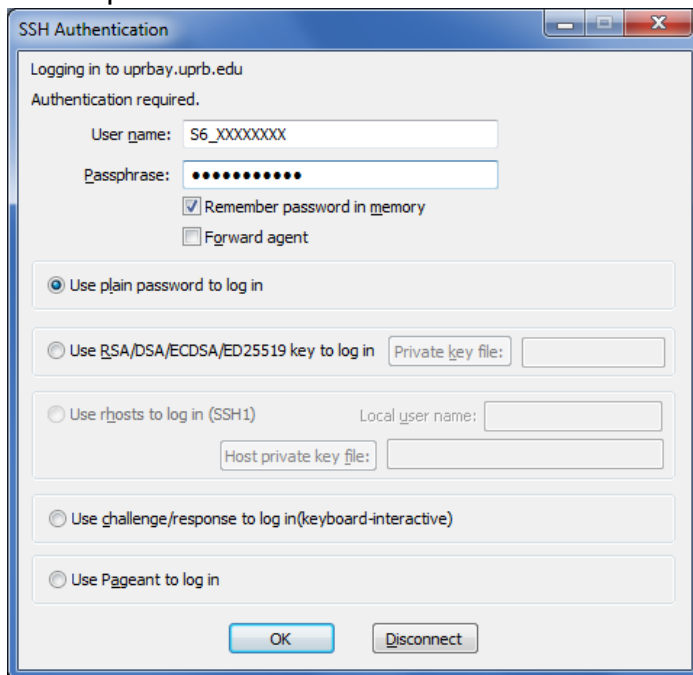 SSH Authentication
Logging in to uprbay.uprb.edu
Authentication required.
User name: S6_XXXXXXXX
Passphrase: ●●●●●●●●●●●
Remember password in memory
Forward agent
Use plain password to log in
Use RSA/DSA/ECDSA/ED25519 key to log in Private key file:
Use rhosts to log in (SSH1) Local user name:
Host private key file:
Use challenge/response to log in(keyboard-interactive)
Use Pageant to log in
OK Disconnect